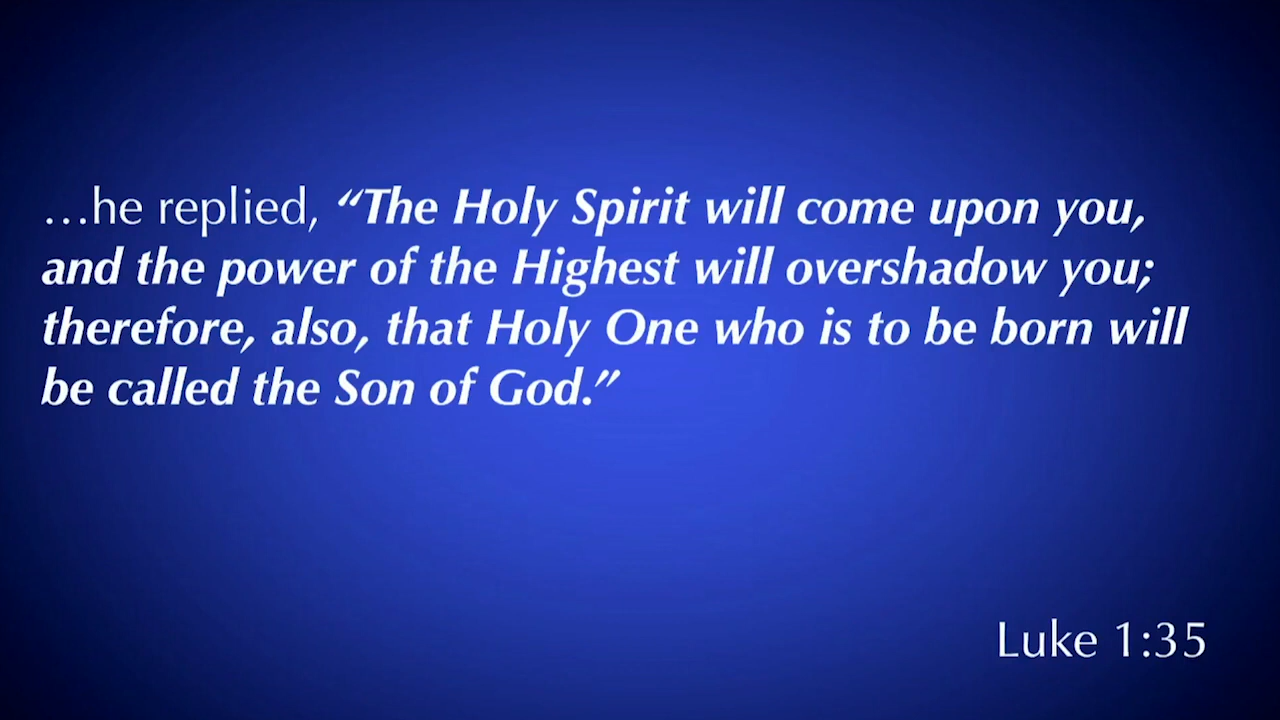 …he replied, “The Holy Spirit will come upon you,
and the power of the Highest will overshadow you;
therefore, also, that Holy One who is to be born will
be called the Son of God.”
Luke 1:35